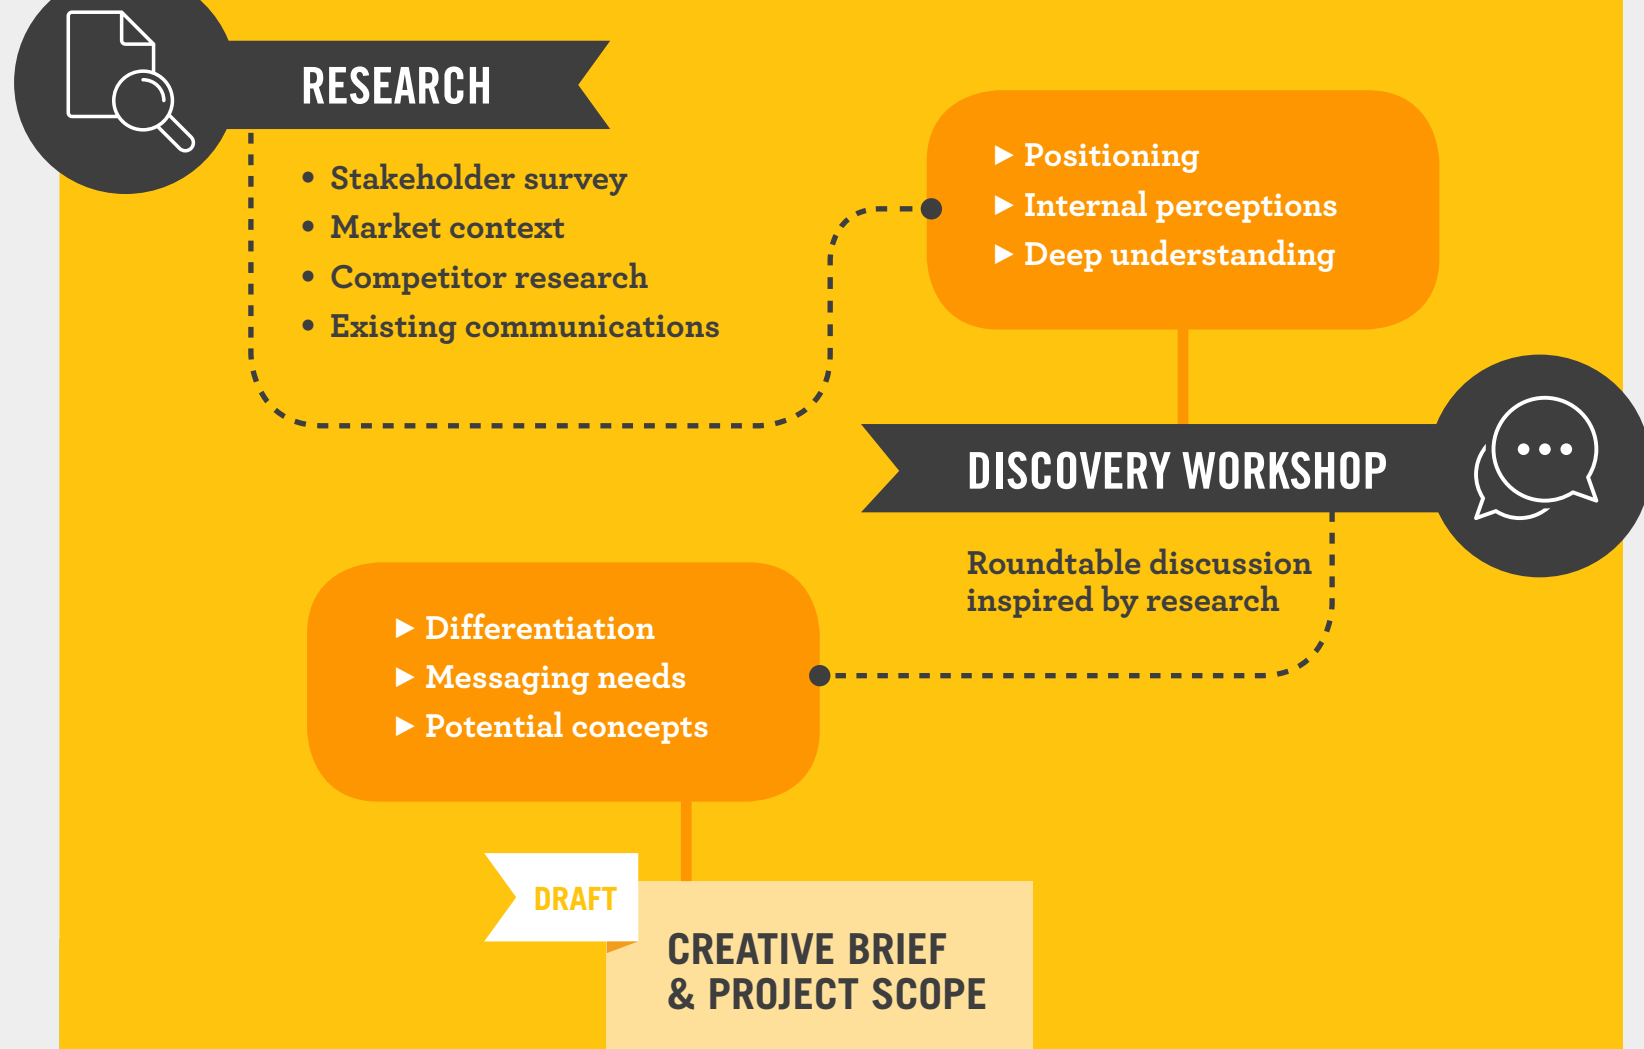 RESEARCH
• Stakeholder survey
• Market context
• Competitor research
• Existing communications
► Positioning
► Internal perceptions
► Deep understanding
DISCOVERY WORKSHOP
Roundtable discussion
inspired by research
► Differentiation
► Messaging needs
► Potential concepts
DRAFT
CREATIVE BRIEF
& PROJECT SCOPE